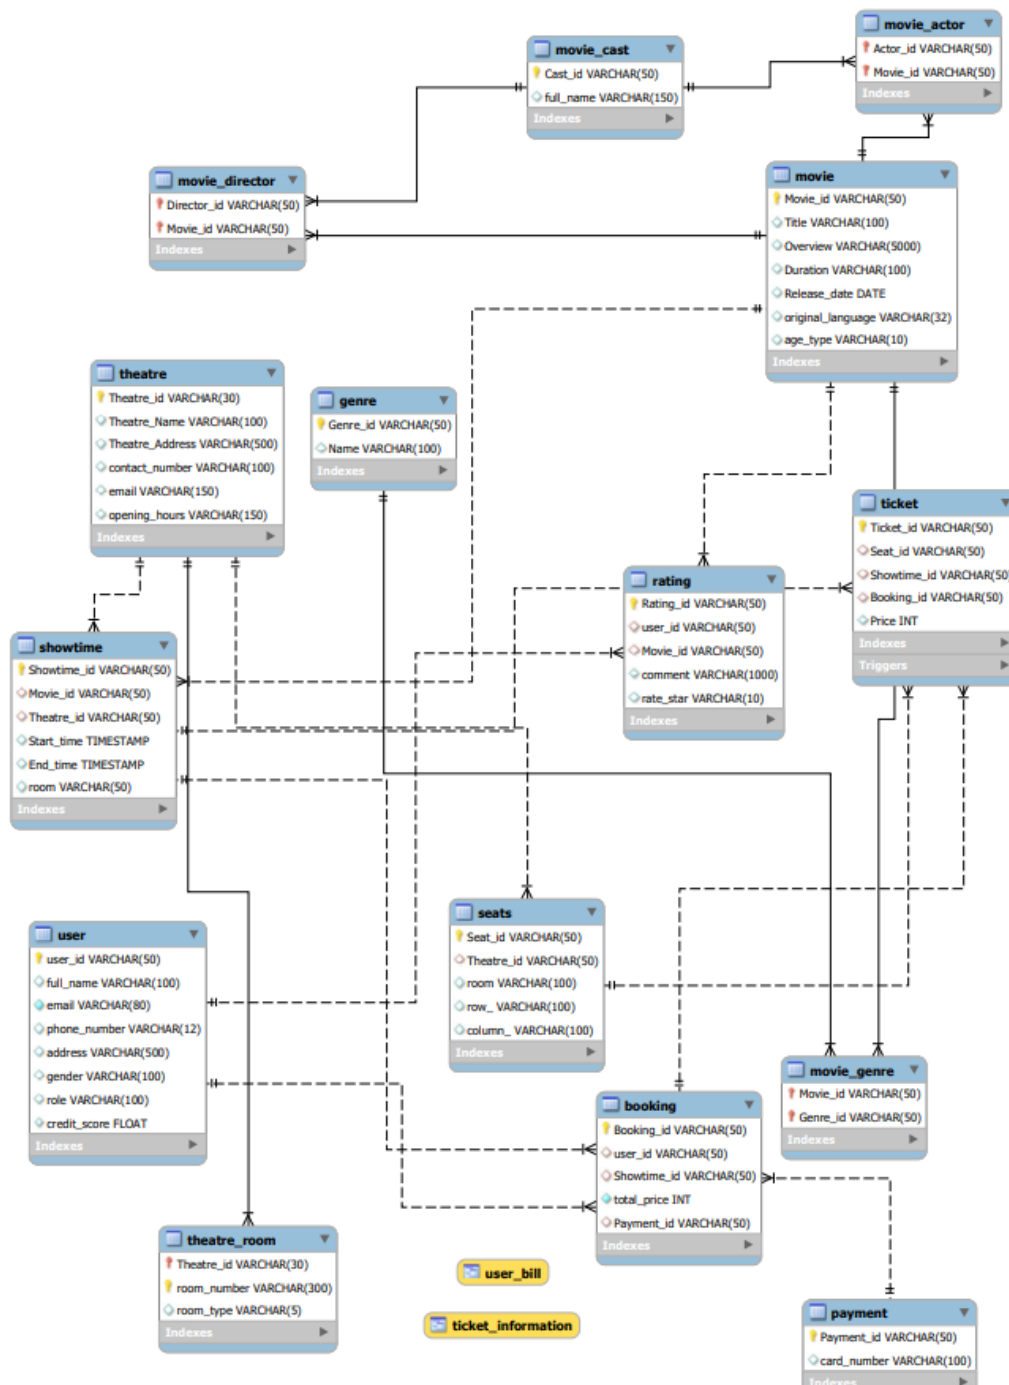 movie_actor
Actor_id VARCHAR(50)
Movie_id VARCHAR(50)
Indexes
movie_cast
Cast_id VARCHAR(50)
full_name VARCHAR(150)
Indexes
movie_director
Director_id VARCHAR(50)
Movie_id VARCHAR(50)
Indexes
movie
Movie_id VARCHAR(50)
Title VARCHAR(100)
Overview VARCHAR(5000)
Duration VARCHAR(100)
Release_date DATE
original_language VARCHAR(32)
age_type VARCHAR(10)
Indexes
theatre
Theatre_id VARCHAR(30)
Theatre_Name VARCHAR(100)
Theatre_Address VARCHAR(500)
contact_number VARCHAR(100)
email VARCHAR(150)
opening_hours VARCHAR(150)
Indexes
genre
Genre_id VARCHAR(50)
Name VARCHAR(100)
Indexes
ticket
Ticket_id VARCHAR(50)
Seat_id VARCHAR(50)
Showtime_id VARCHAR(50)
Booking_id VARCHAR(50)
Price INT
Indexes
Triggers
rating
Rating_id VARCHAR(50)
user_id VARCHAR(50)
Movie_id VARCHAR(50)
comment VARCHAR(1000)
rate_star VARCHAR(10)
Indexes
showtime
Showtime_id VARCHAR(50)
Movie_id VARCHAR(50)
Theatre_id VARCHAR(50)
Start_time TIMESTAMP
End_time TIMESTAMP
room VARCHAR(50)
Indexes
seats
Seat_id VARCHAR(50)
Theatre_id VARCHAR(50)
room VARCHAR(100)
row_ VARCHAR(100)
column_ VARCHAR(100)
Indexes
user
user_id VARCHAR(50)
full_name VARCHAR(100)
email VARCHAR(80)
phone_number VARCHAR(12)
address VARCHAR(500)
gender VARCHAR(100)
role VARCHAR(100)
credit_score FLOAT
Indexes
movie_genre
Movie_id VARCHAR(50)
Genre_id VARCHAR(50)
Indexes
booking
Booking_id VARCHAR(50)
user_id VARCHAR(50)
Showtime_id VARCHAR(50)
total_price INT
Payment_id VARCHAR(50)
Indexes
theatre_room
Theatre_id VARCHAR(30)
room_number VARCHAR(300)
room_type VARCHAR(5)
Indexes
user_bill
ticket_information
payment
Payment_id VARCHAR(50)
card_number VARCHAR(100)
Indexes